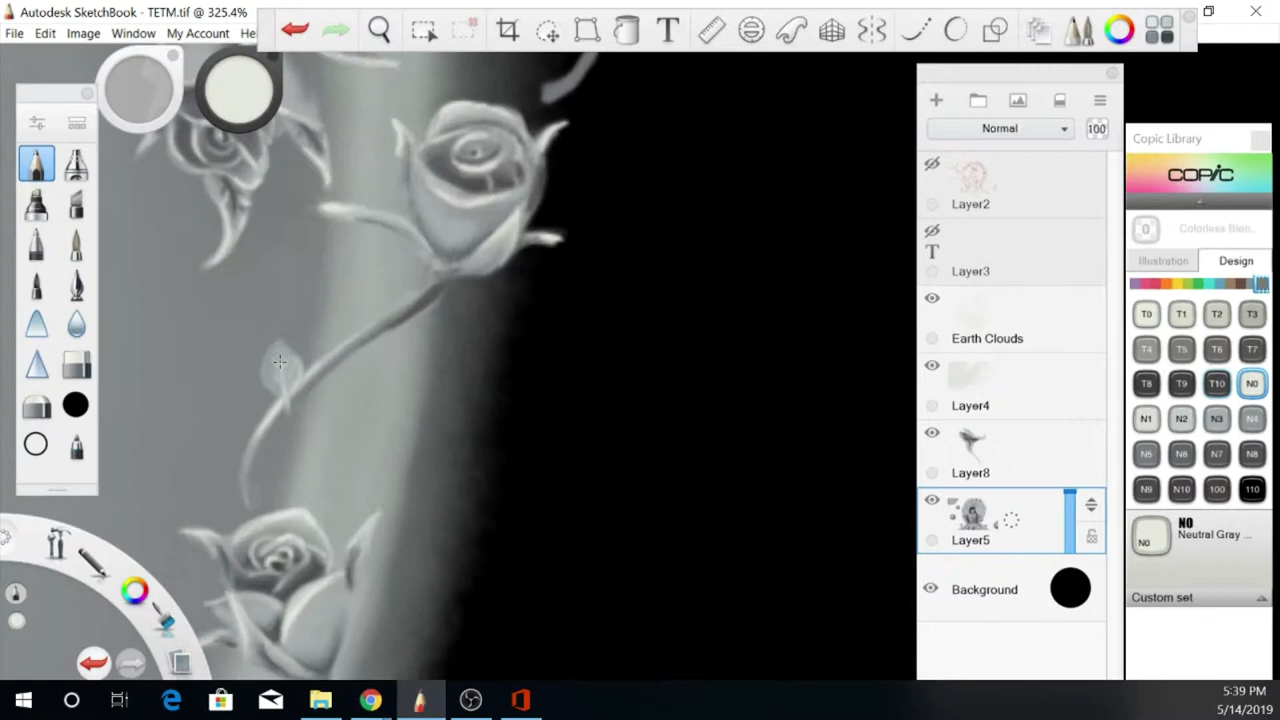 Autodesk SketchBook - TETM.tif @ 325.4%
File Edit Image Window My Account He
T
Normal
100
Layer2
T
Layer3
Earth Clouds
Layer4
Layer8
Layer5
Background
Copic Library
COPIC
0 Colorless Blen..
Illustration Design
T0 T1 T2 T3
T4 T5 T6 T7
T8 T9 T10 N0
N1 N2 N3 N4
N5 N6 N7 N8
N9 N10 100 110
N0 N0
Neutral Gray ...
Custom set
5:39 PM
5/14/2019